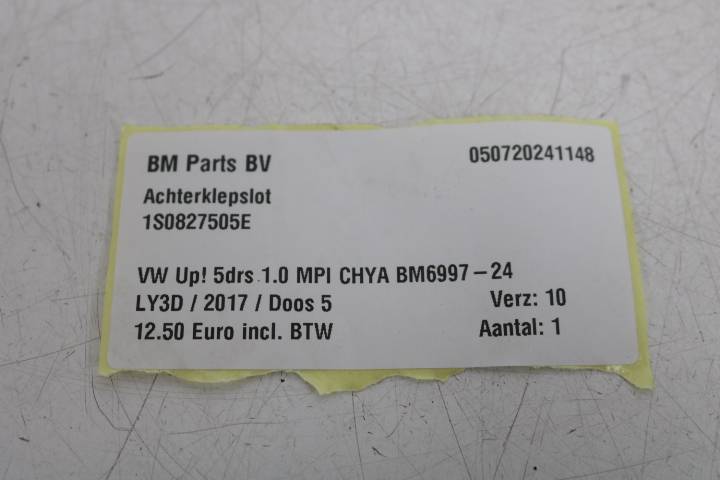 BM Parts BV 050720241148
Achterklepslot
1S0827505E
VW Up! 5drs 1.0 MPI CHYA BM6997-24
LY3D / 2017 / Doos 5 Verz: 10
12.50 Euro incl. BTW Aantal: 1